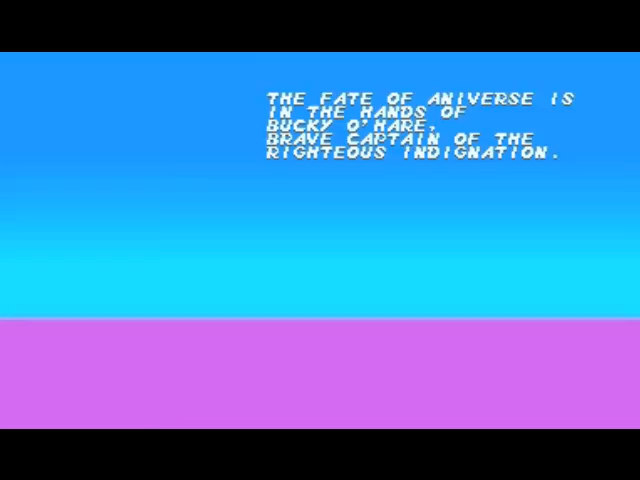 THE FATE OF ANIVERSE IS
IN THE HANDS OF
BUCKY O'HARE,
BRAVE CAPTAIN OF THE
RIGHTEOUS INDIGNATION.